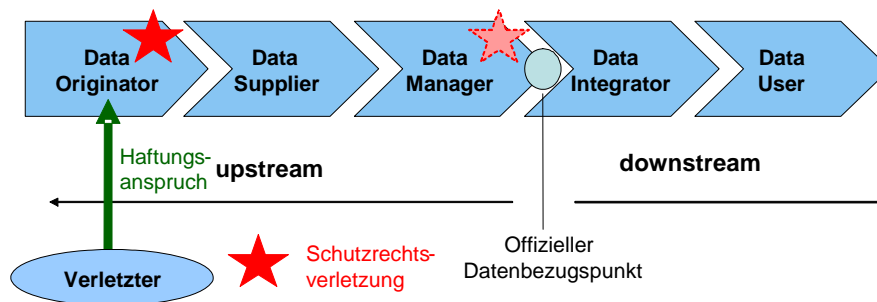 Data
Originator
Data
Supplier
Data
Manager
Data
Integrator
Data
User
Haftungs-
anspruch
upstream
downstream
Verletzter
Schutzrechts-
verletzung
Offizieller
Datenbezugspunkt